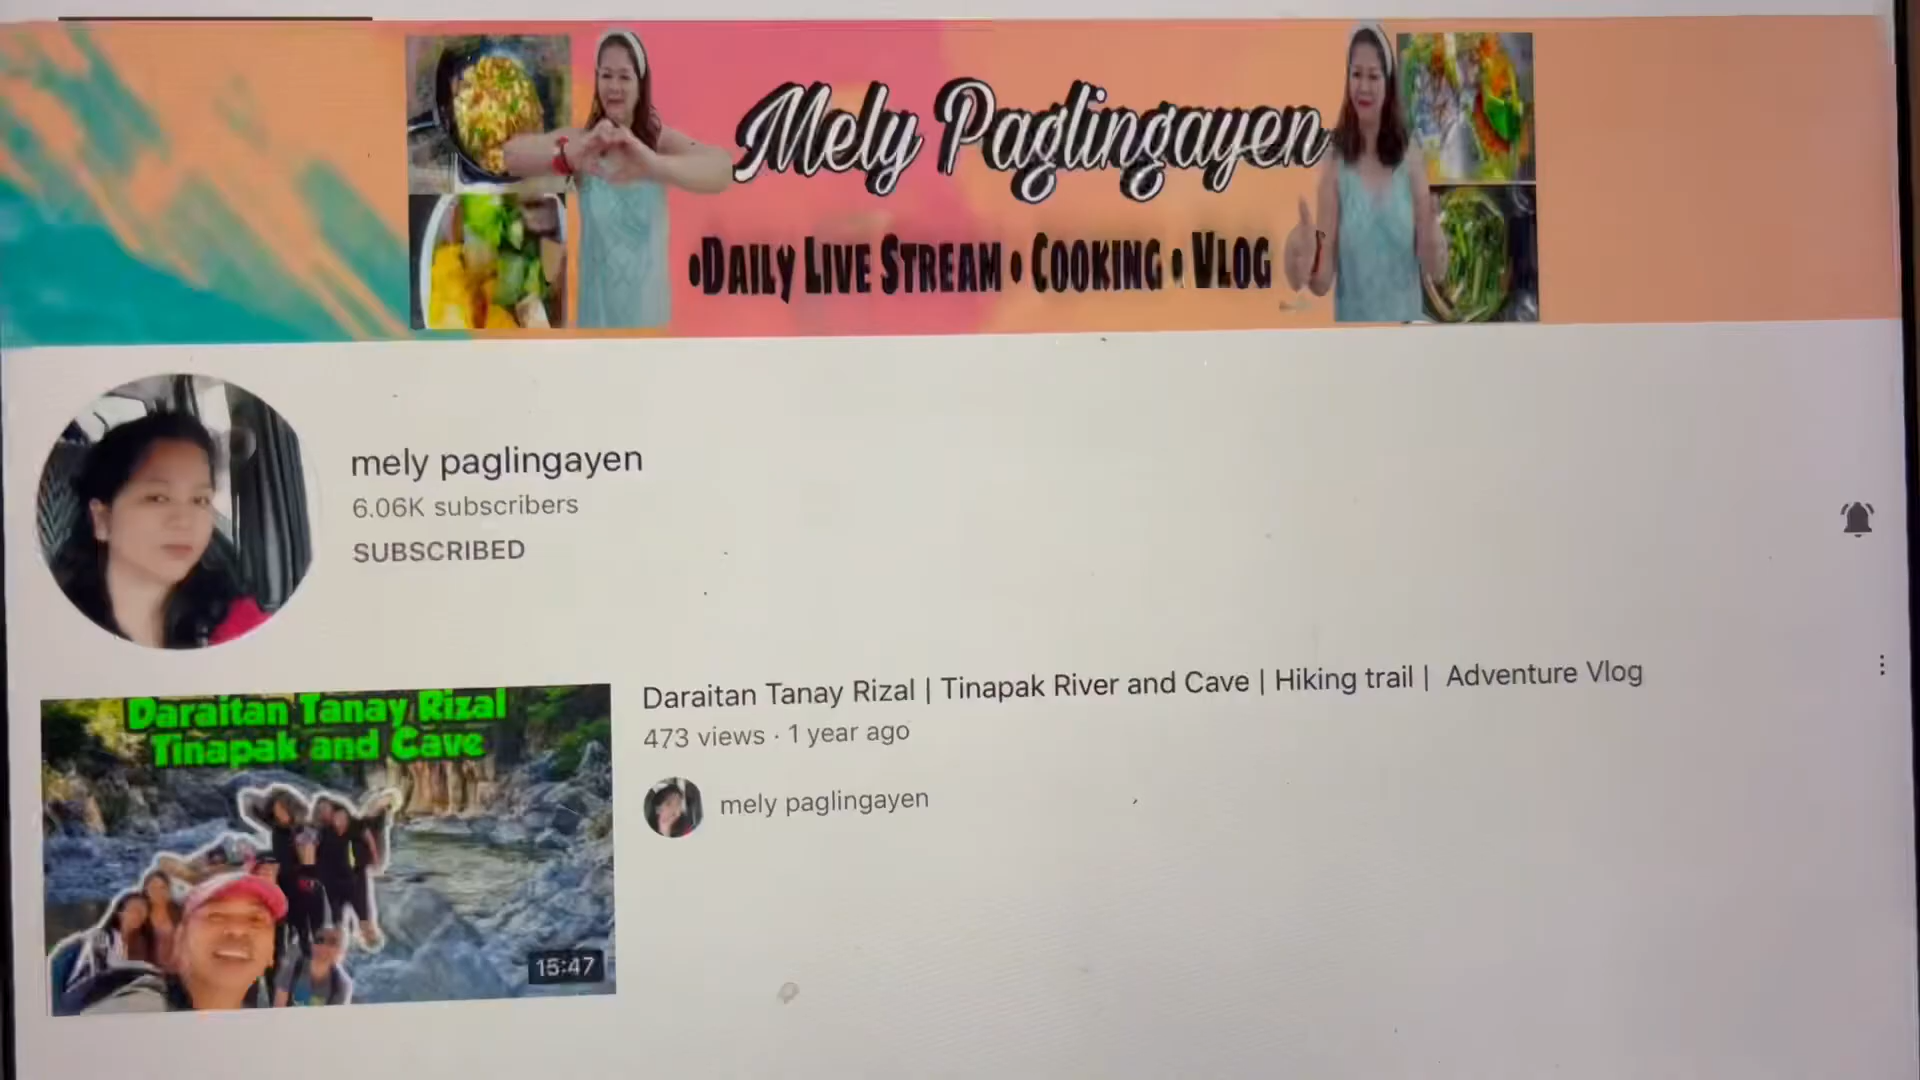 Mely Paglingayen
•DAILY LIVE STREAM • COOKING • VLOG
mely paglingayen
6.06K subscribers
SUBSCRIBED
Daraitan Tanay Rizal
Tinapak and Cave
15:47
Daraitan Tanay Rizal | Tinapak River and Cave | Hiking trail | Adventure Vlog
473 views · 1 year ago
mely paglingayen